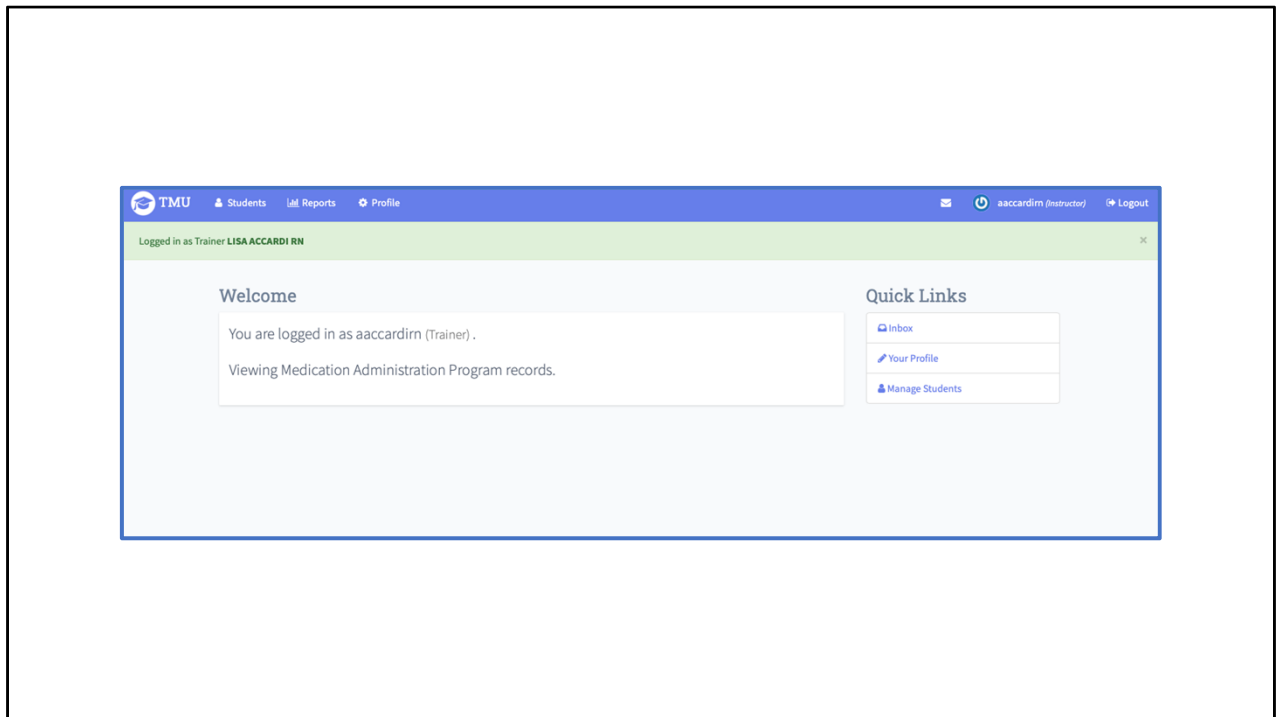 TMU Students Reports Profile aaccardirn (Instructor) Logout
Logged in as Trainer LISA ACCARDI RN ×
Welcome
You are logged in as aaccardirn (Trainer) .
Viewing Medication Administration Program records.
Quick Links
Inbox
Your Profile
Manage Students